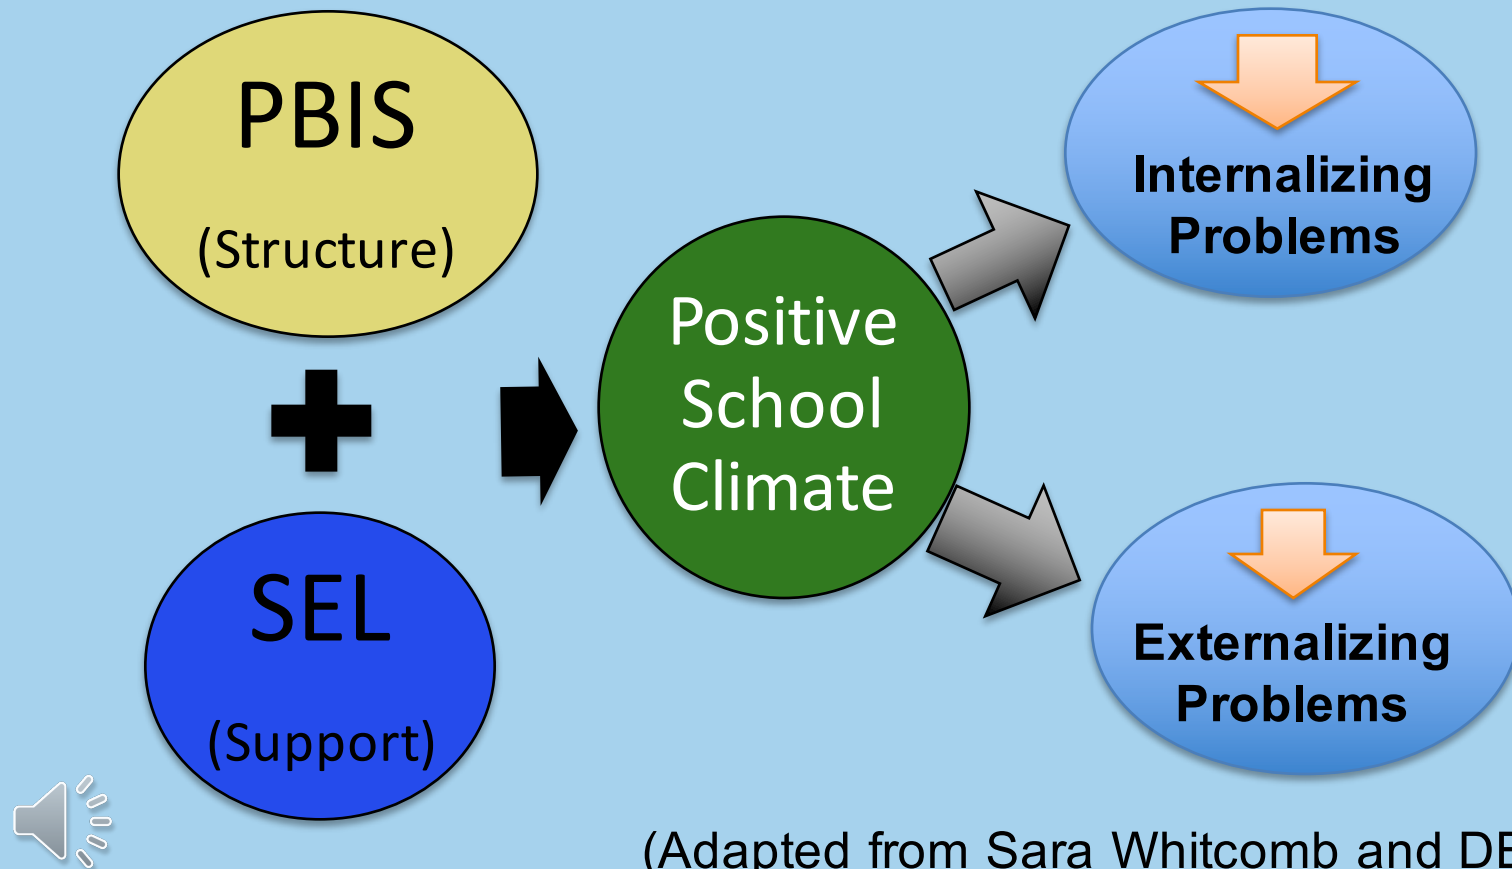 PBIS
(Structure)
SEL
(Support)
Positive
School
Climate
Internalizing
Problems
Externalizing
Problems
(Adapted from Sara Whitcomb and